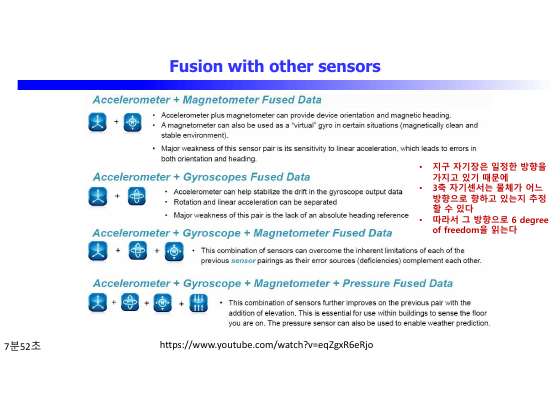 Fusion with other sensors
Accelerometer + Magnetometer Fused Data
+
• Accelerometer plus magnetometer can provide device orientation and magnetic heading.
• A magnetometer can also be used as a "virtual" gyro in certain situations (magnetically clean and
stable environment).
• Major weakness of this sensor pair is its sensitivity to linear acceleration, which leads to errors in
both orientation and heading.
Accelerometer + Gyroscopes Fused Data
+
• Accelerometer can help stabilize the drift in the gyroscope output data
• Rotation and linear acceleration can be separated
• Major weakness of this pair is the lack of an absolute heading reference
• 지구 자기장은 일정한 방향을
가지고 있기 때문에
• 3축 자기센서는 물체가 어느
방향으로 향하고 있는지 추정
할 수 있다
• 따라서 그 방향으로 6 degree
of freedom을 읽는다
Accelerometer + Gyroscope + Magnetometer Fused Data
+ +
• This combination of sensors can overcome the inherent limitations of each of the
previous sensor pairings as their error sources (deficiencies) complement each other.
Accelerometer + Gyroscope + Magnetometer + Pressure Fused Data
+ + +
• This combination of sensors further improves on the previous pair with the
addition of elevation. This is essential for use within buildings to sense the floor
you are on. The pressure sensor can also be used to enable weather prediction.
7분52초
https://www.youtube.com/watch?v=eqZgxR6eRjo